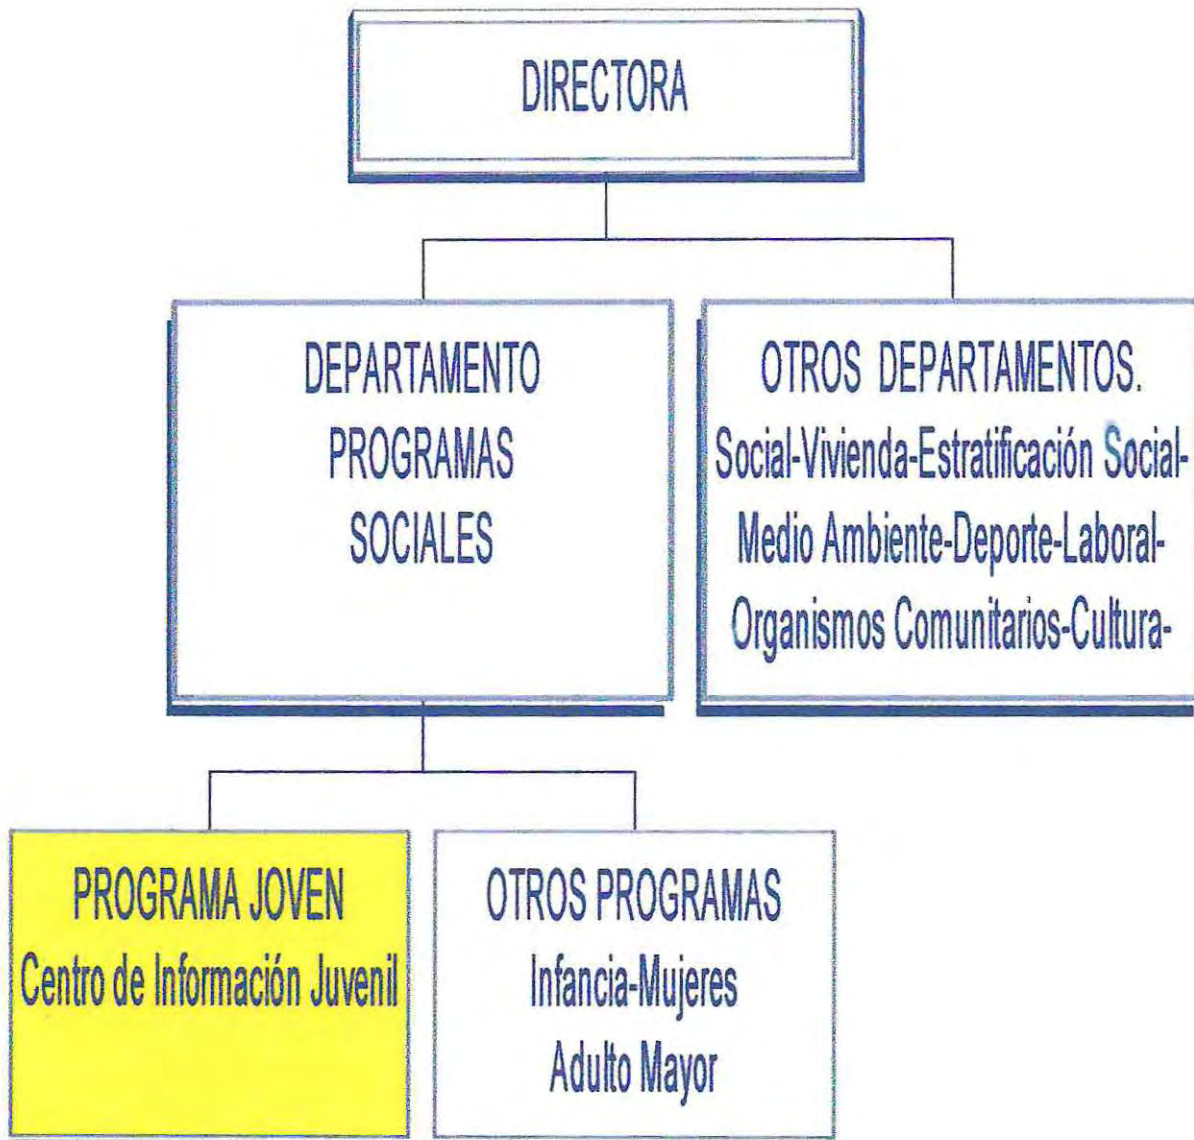 DIRECTORA
DEPARTAMENTO
PROGRAMAS
SOCIALES
OTROS DEPARTAMENTOS.
Social-Vivienda-Estratificación Social-
Medio Ambiente-Deporte-Laboral-
Organismos Comunitarios-Cultura-
PROGRAMA JOVEN
Centro de Información Juvenil
OTROS PROGRAMAS
Infancia-Mujeres
Adulto Mayor